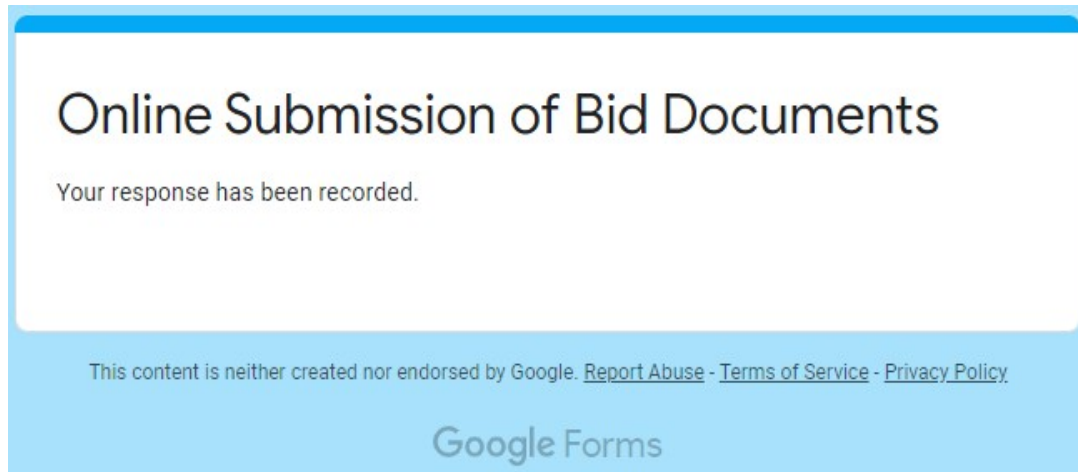 Online Submission of Bid Documents
Your response has been recorded.
This content is neither created nor endorsed by Google. Report Abuse - Terms of Service - Privacy Policy
Google Forms